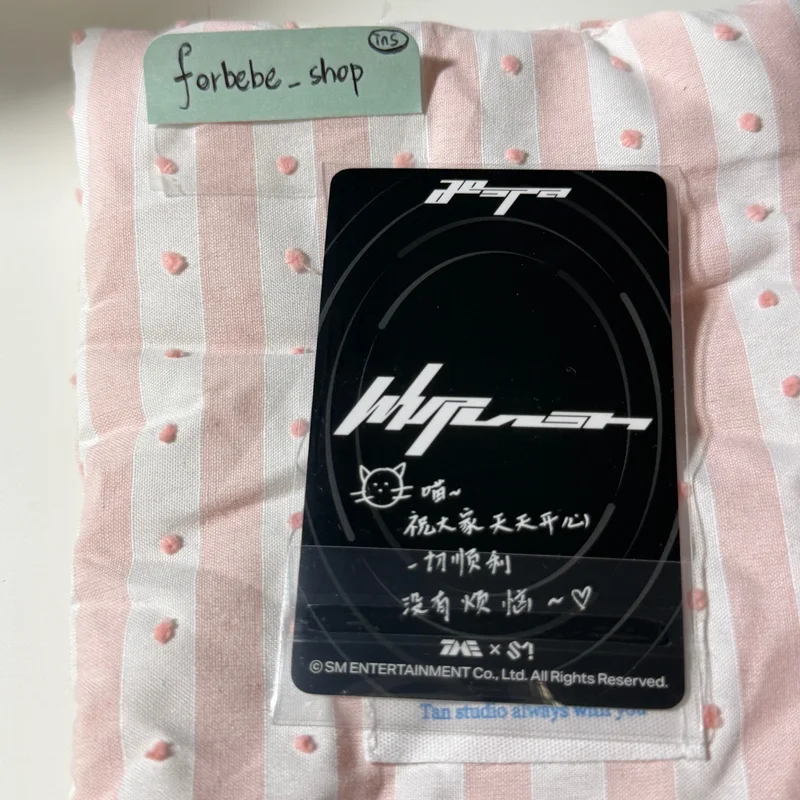 forbebe_shop
ins
aespa
Whiplash
喵~
祝大家 天天开心
一切顺利
没有烦恼~♡
TME × S!
© SM ENTERTAINMENT Co., Ltd. All Rights Reserved.
Tan studio always with you